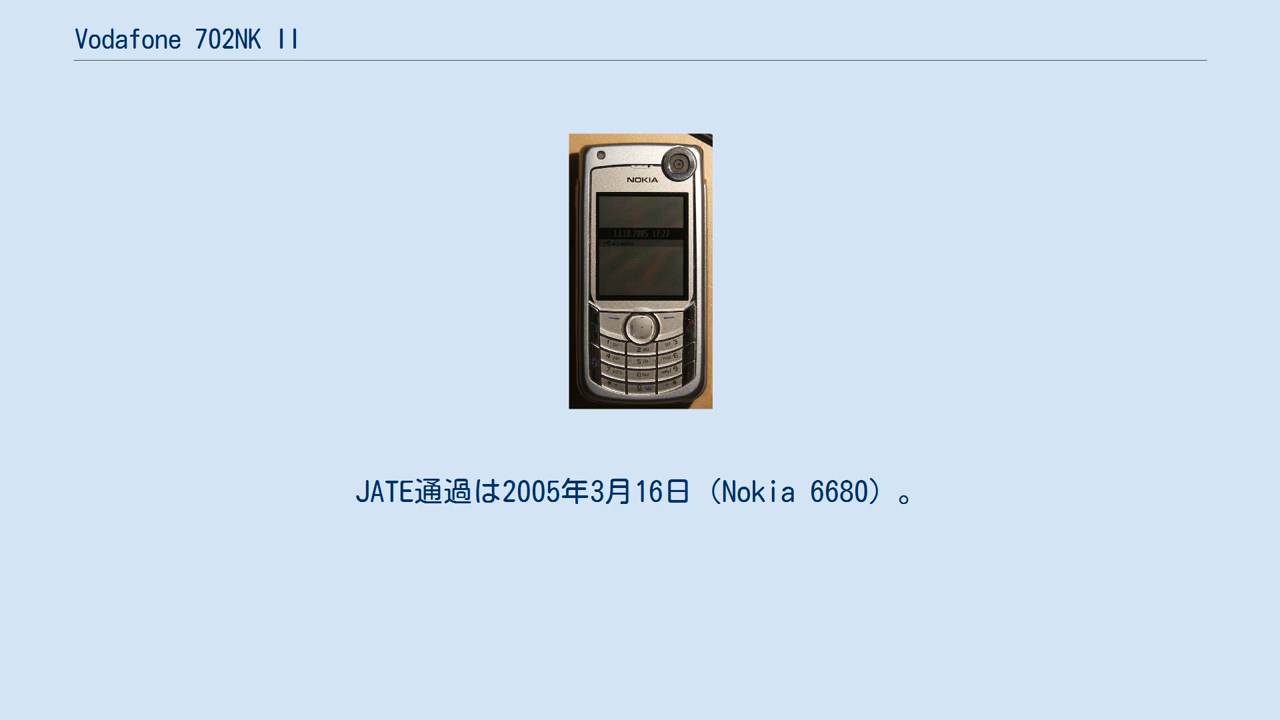 Vodafone 702NK II
NOKIA
JATE通過は2005年3月16日（Nokia 6680）。